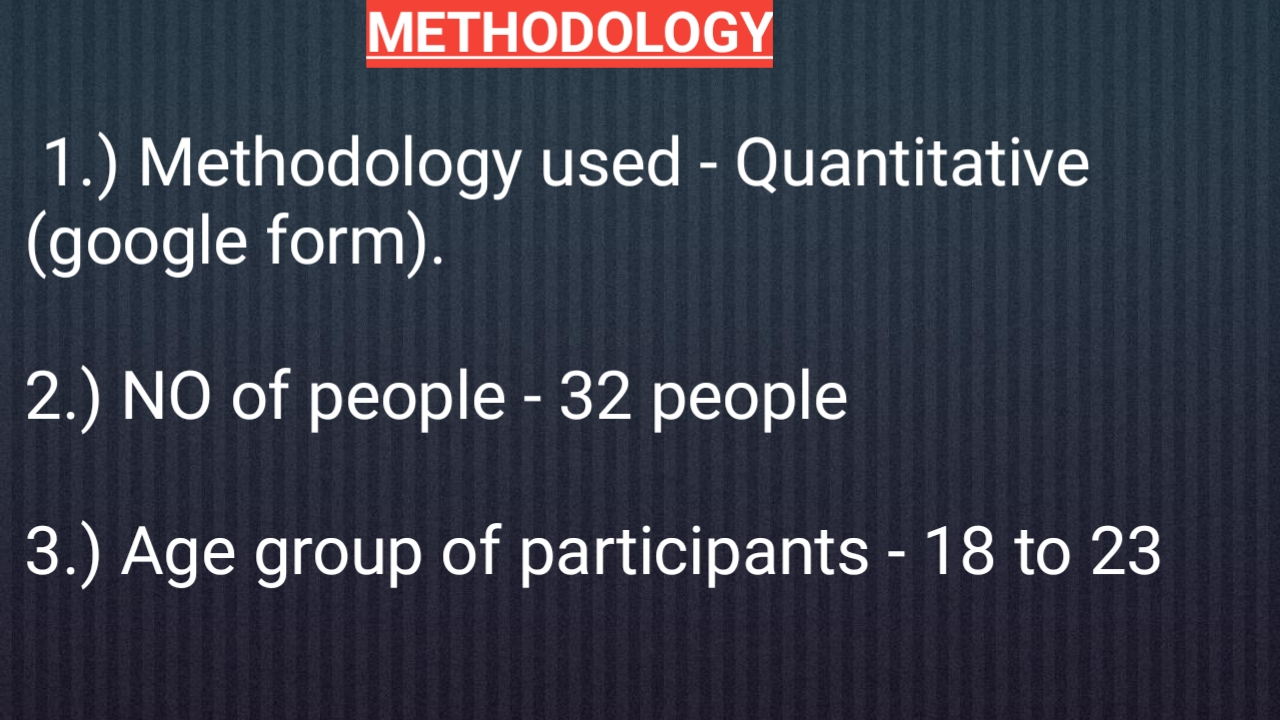 METHODOLOGY
1.) Methodology used - Quantitative
(google form).
2.) NO of people - 32 people
3.) Age group of participants - 18 to 23